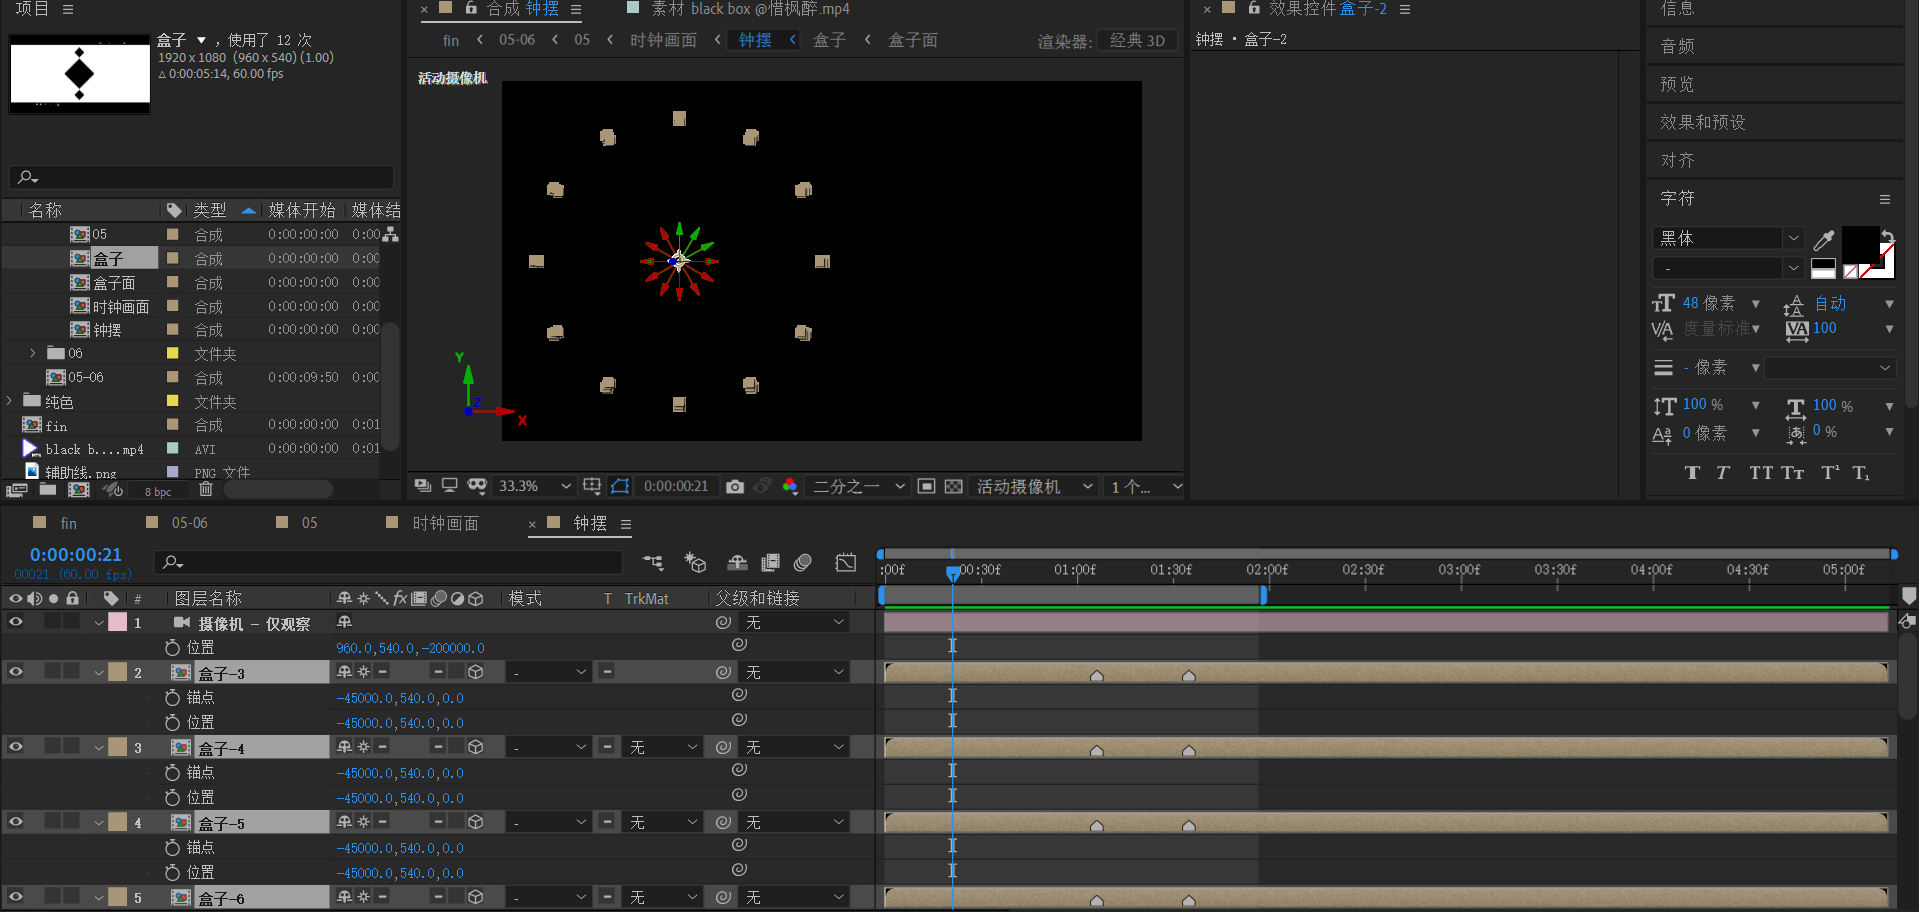 项目
盒子 ▼ ，使用了 12 次
1920 x 1080 (960 x 540) (1.00)
△ 0:00:05:14, 60.00 fps
名称 类型 媒体开始 媒体结
05 合成 0:00:00:00 0:00
盒子 合成 0:00:00:00 0:00
盒子面 合成 0:00:00:00 0:00
时钟画面 合成 0:00:00:00 0:00
钟摆 合成 0:00:00:00 0:00
06 文件夹
05-06 合成 0:00:09:50 0:00
纯色 文件夹
fin 合成 0:00:00:00 0:01
black b....mp4 AVI 0:00:00:00 0:01
辅助线.png PNG 文件
8 bpc
× 合成 钟摆 素材 black box @惜枫醉.mp4
fin 05-06 05 时钟画面 钟摆 盒子 盒子面
渲染器: 经典 3D
活动摄像机
Y
Z
X
33.3% 0:00:00:21 二分之一 活动摄像机 1 个...
× 效果控件 盒子-2
钟摆 • 盒子-2
信息
音频
预览
效果和预设
对齐
字符
黑体
-
48 像素 自动
度量标准 100
- 像素
100 % 100 %
0 像素 0 %
fin 05-06 05 时钟画面 × 钟摆
0:00:00:21
00021 (60.00 fps)
# 图层名称 模式 T TrkMat 父级和链接
:00f 00:30f 01:00f 01:30f 02:00f 02:30f 03:00f 03:30f 04:00f 04:30f 05:00f
1 摄像机 - 仅观察 无
位置 960.0,540.0,-200000.0
2 盒子-3 - 无
锚点 -45000.0,540.0,0.0
位置 -45000.0,540.0,0.0
3 盒子-4 - 无 无
锚点 -45000.0,540.0,0.0
位置 -45000.0,540.0,0.0
4 盒子-5 - 无 无
锚点 -45000.0,540.0,0.0
位置 -45000.0,540.0,0.0
5 盒子-6 - 无 无